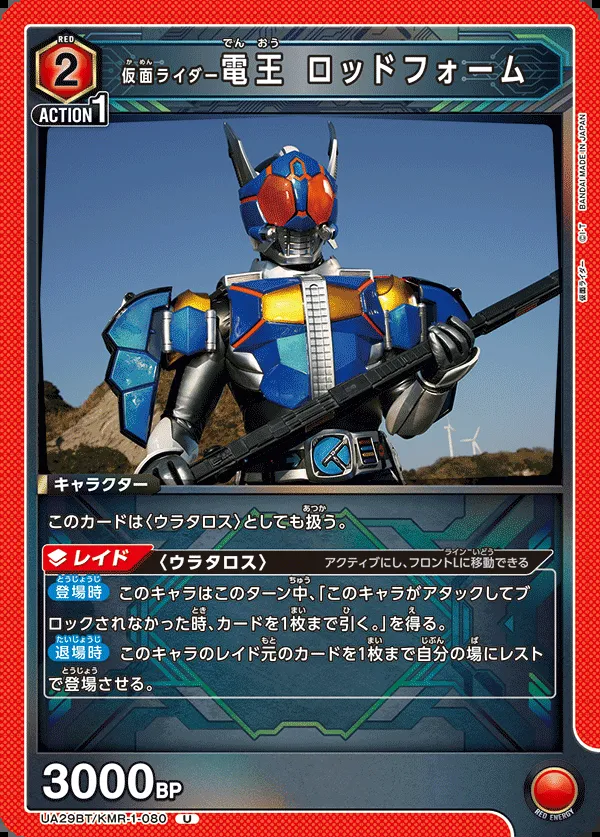 RED
2
ACTION 1
仮面ライダー電王 ロッドフォーム
かめん
でん おう
仮面ライダー ©I･T BANDAI MADE IN JAPAN
キャラクター
このカードは〈ウラタロス〉としても扱う。
あつか
レイド 〈ウラタロス〉 アクティブにし、フロントLに移動できる
ライン いどう
登場時 このキャラはこのターン中、「このキャラがアタックしてブ
とうじょうじ ちゅう
ロックされなかった時、カードを1枚まで引く。」を得る。
とき まい ひ え
退場時 このキャラのレイド元のカードを1枚まで自分の場にレスト
たいじょうじ もと まい じぶん ば
で登場させる。
とうじょう
3000BP
UA29BT/KMR-1-080 U
RED ENERGY